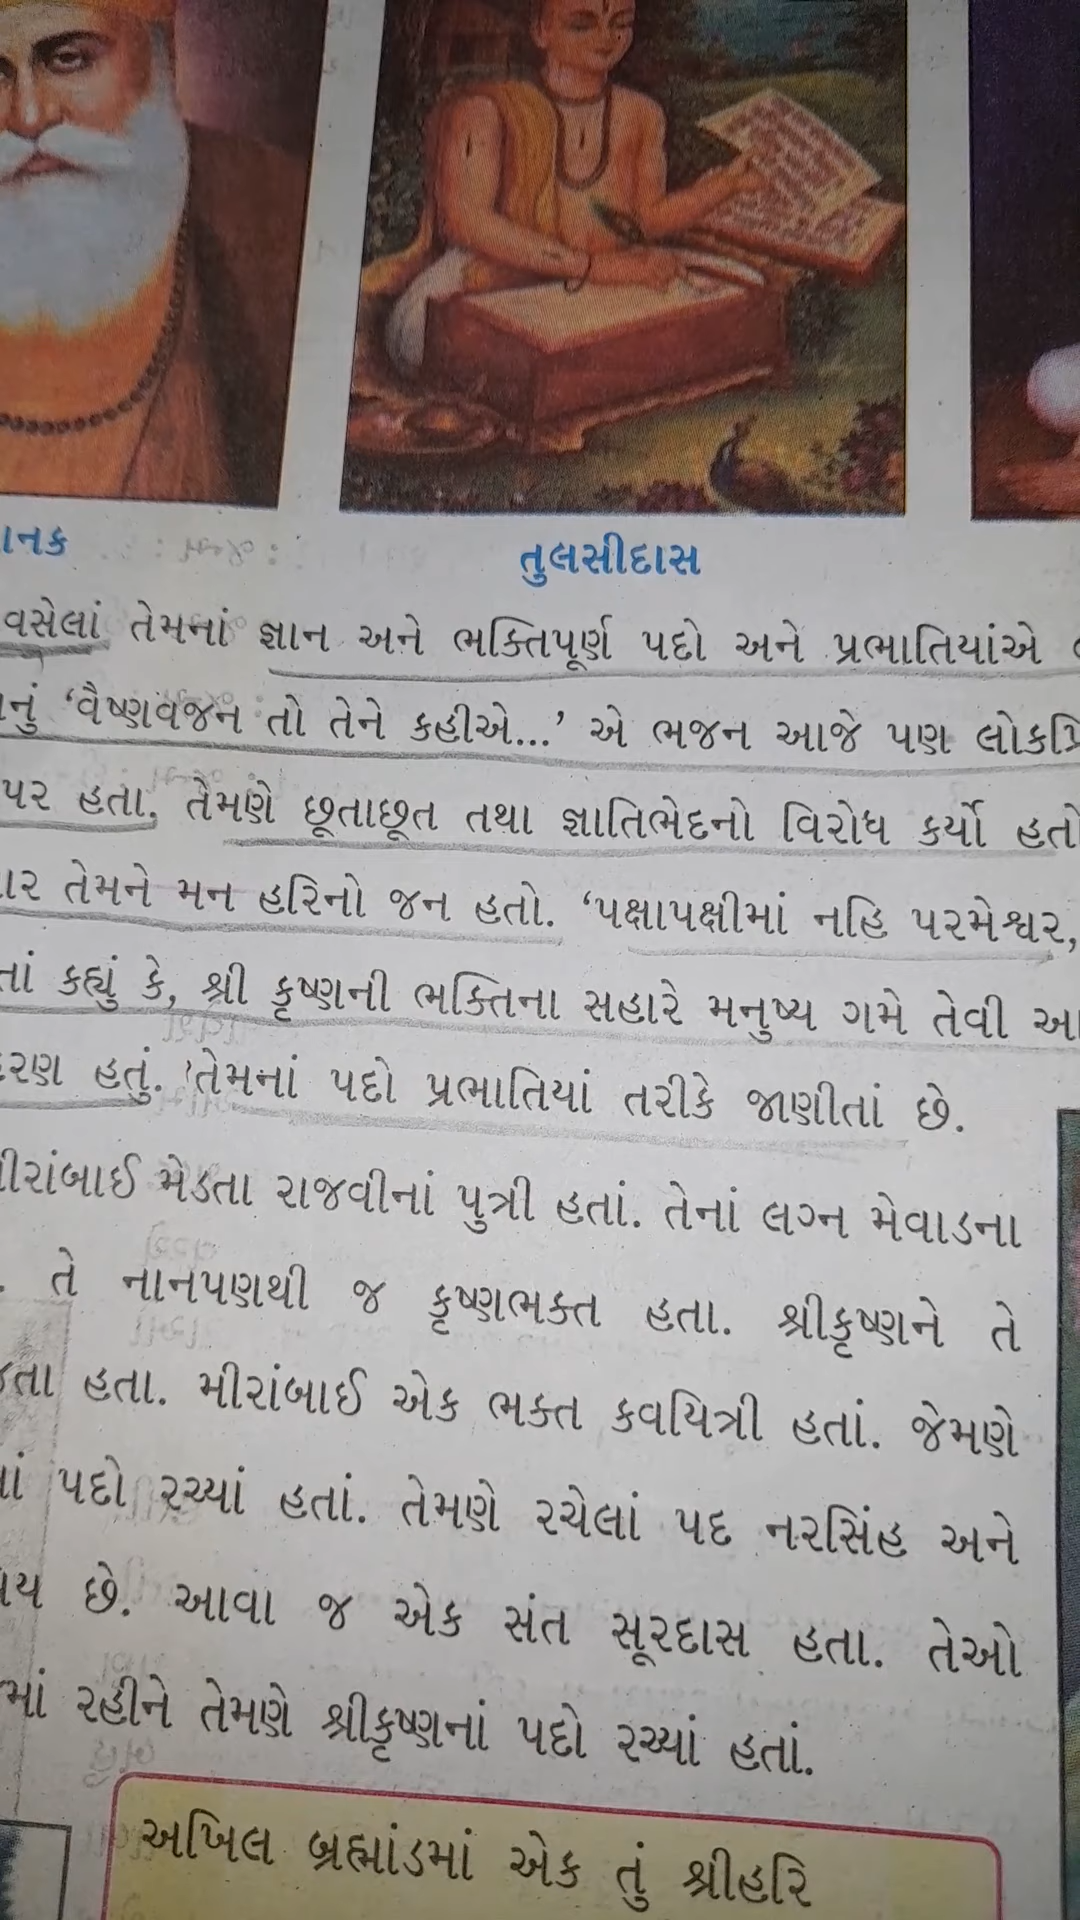 તુલસીદાસ
વસેલાં તેમનાં જ્ઞાન અને ભક્તિપૂર્ણ પદો અને પ્રભાતિયાંએ
‘વૈષ્ણવજન તો તેને કહીએ...’ એ ભજન આજે પણ
પર હતા. તેમણે છૂતાછૂત તથા જ્ઞાતિભેદનો વિરોધ કર્યો હતો
તેમને મન હરિનો જન હતો. ‘પક્ષાપક્ષીમાં નહિ પરમેશ્વર,
કહ્યું કે, શ્રી કૃષ્ણની ભક્તિના સહારે મનુષ્ય ગમે તેવી
હતું. તેમનાં પદો પ્રભાતિયાં તરીકે જાણીતાં છે.
મેડતા રાજવીનાં પુત્રી હતાં. તેનાં લગ્ન મેવાડના
તે નાનપણથી જ કૃષ્ણભક્ત હતા. શ્રીકૃષ્ણને તે
હતા. મીરાંબાઈ એક ભક્ત કવયિત્રી હતાં. જેમણે
પદો રચ્યાં હતાં. તેમણે રચેલાં પદ નરસિંહ અને
છે. આવા જ એક સંત સૂરદાસ હતા. તેઓ
રહીને તેમણે શ્રીકૃષ્ણનાં પદો રચ્યાં હતાં.
અખિલ બ્રહ્માંડમાં એક તું શ્રીહરિ